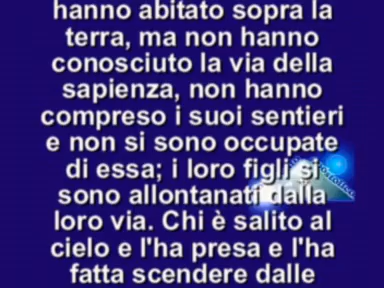 hanno abitato sopra la
terra, ma non hanno
conosciuto la via della
sapienza, non hanno
compreso i suoi sentieri
e non si sono occupate
di essa; i loro figli si
sono allontanati dalla
loro via. Chi è salito al
cielo e l'ha presa e l'ha
fatta scendere dalle